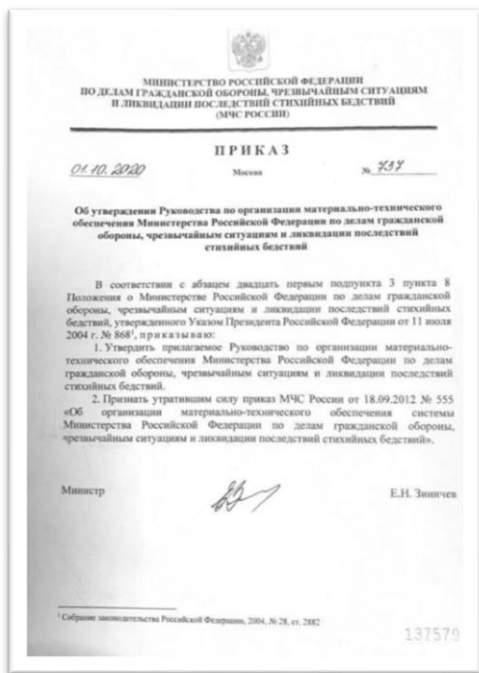 МИНИСТЕРСТВО РОССИЙСКОЙ ФЕДЕРАЦИИ
ПО ДЕЛАМ ГРАЖДАНСКОЙ ОБОРОНЫ, ЧРЕЗВЫЧАЙНЫМ СИТУАЦИЯМ
И ЛИКВИДАЦИИ ПОСЛЕДСТВИЙ СТИХИЙНЫХ БЕДСТВИЙ
(МЧС РОССИИ)
ПРИКАЗ
01.10.2020 Москва № 737
Об утверждении Руководства по организации материально-технического
обеспечения Министерства Российской Федерации по делам гражданской
обороны, чрезвычайным ситуациям и ликвидации последствий
стихийных бедствий
В соответствии с абзацем двадцать первым подпункта 3 пункта 8
Положения о Министерстве Российской Федерации по делам гражданской
обороны, чрезвычайным ситуациям и ликвидации последствий стихийных
бедствий, утвержденного Указом Президента Российской Федерации от 11 июля
2004 г. № 868¹, приказываю:
1. Утвердить прилагаемое Руководство по организации материально-
технического обеспечения Министерства Российской Федерации по делам
гражданской обороны, чрезвычайным ситуациям и ликвидации последствий
стихийных бедствий.
2. Признать утратившим силу приказ МЧС России от 18.09.2012 № 555
«Об организации материально-технического обеспечения системы
Министерства Российской Федерации по делам гражданской обороны,
чрезвычайным ситуациям и ликвидации последствий стихийных бедствий».
Министр Е.Н. Зиничев
¹ Собрание законодательства Российской Федерации, 2004, № 28, ст. 2882
137579